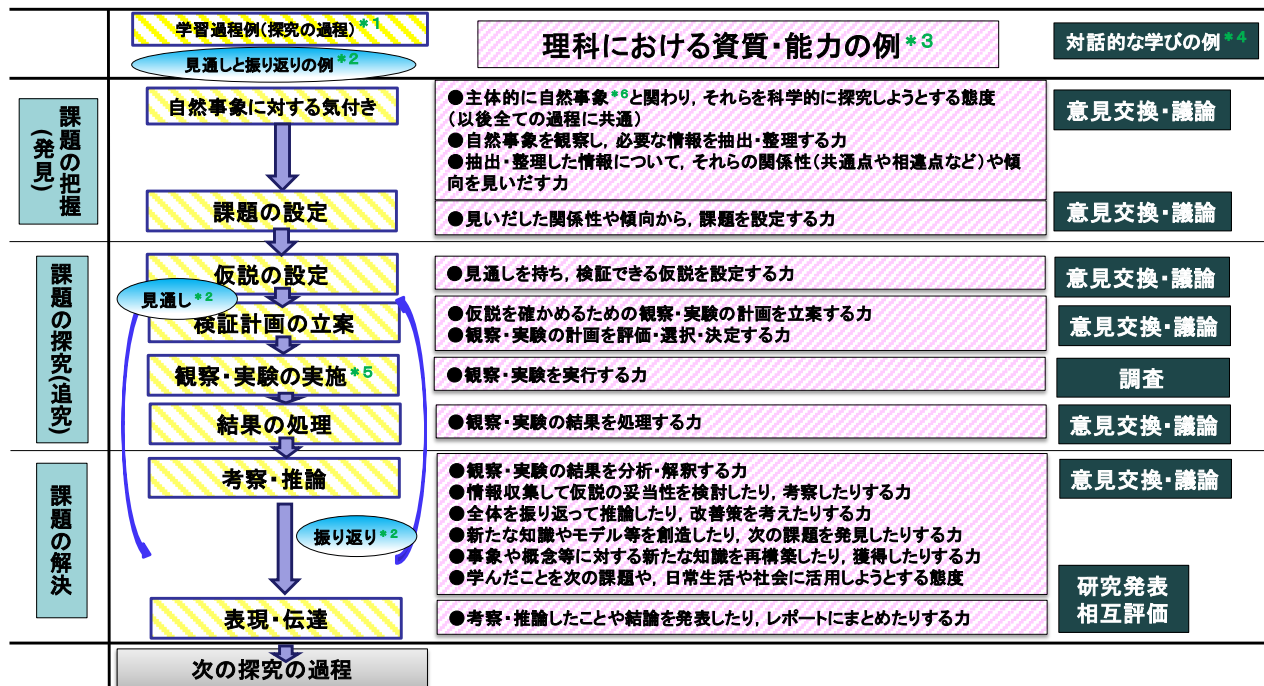 学習過程例(探究の過程)*1
見通しと振り返りの例*2
理科における資質・能力の例*3
対話的な学びの例*4
課題の把握(発見)
自然事象に対する気付き
●主体的に自然事象*6と関わり，それらを科学的に探究しようとする態度
（以後全ての過程に共通）
●自然事象を観察し，必要な情報を抽出・整理する力
●抽出・整理した情報について，それらの関係性（共通点や相違点など）や傾
向を見いだす力
意見交換・議論
課題の設定
●見いだした関係性や傾向から，課題を設定する力
意見交換・議論
課題の探究(追究)
仮説の設定
●見通しを持ち，検証できる仮説を設定する力
意見交換・議論
見通し*2
検証計画の立案
●仮説を確かめるための観察・実験の計画を立案する力
●観察・実験の計画を評価・選択・決定する力
意見交換・議論
観察・実験の実施*5
●観察・実験を実行する力
調査
結果の処理
●観察・実験の結果を処理する力
意見交換・議論
課題の解決
考察・推論
●観察・実験の結果を分析・解釈する力
●情報収集して仮説の妥当性を検討したり，考察したりする力
●全体を振り返って推論したり，改善策を考えたりする力
●新たな知識やモデル等を創造したり，次の課題を発見したりする力
●事象や概念等に対する新たな知識を再構築したり，獲得したりする力
●学んだことを次の課題や，日常生活や社会に活用しようとする態度
意見交換・議論
振り返り*2
表現・伝達
●考察・推論したことや結論を発表したり，レポートにまとめたりする力
研究発表
相互評価
次の探究の過程